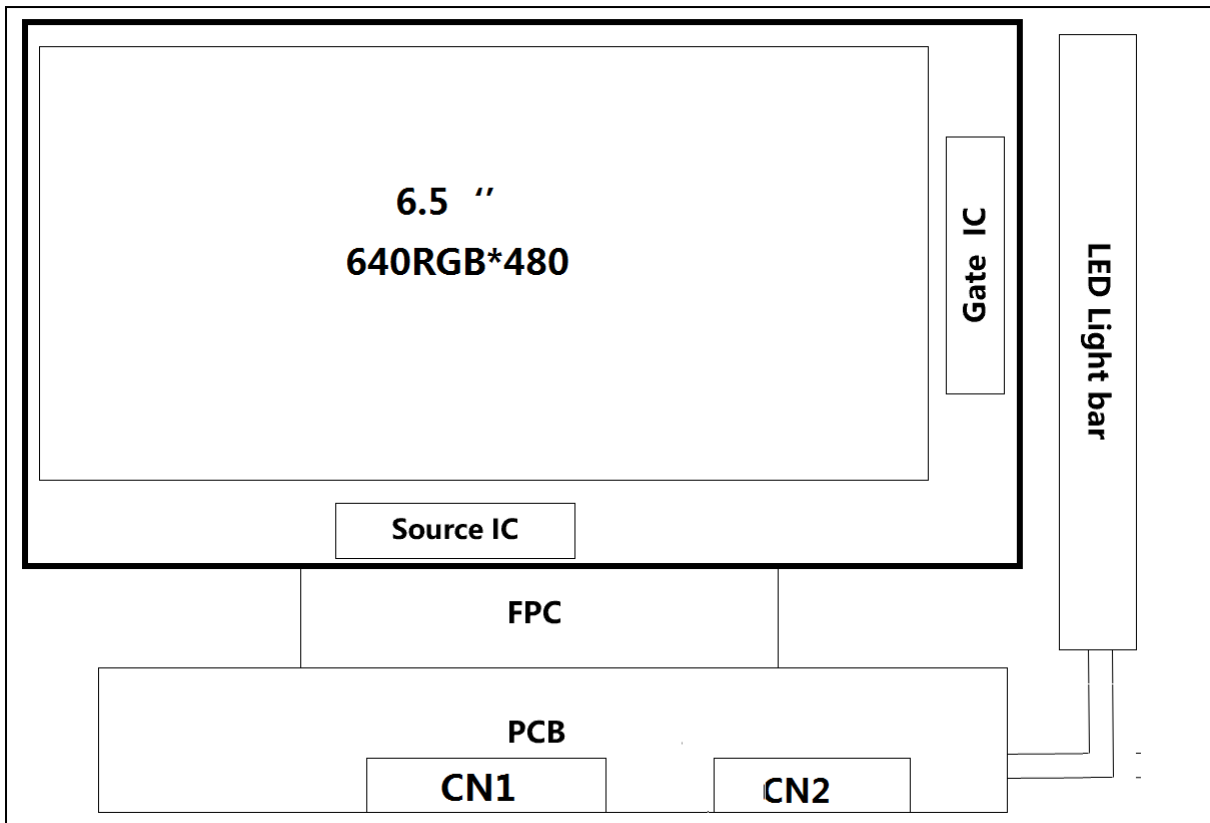 6.5 ‘’
640RGB*480
Gate IC
LED Light bar
Source IC
FPC
PCB
CN1
CN2